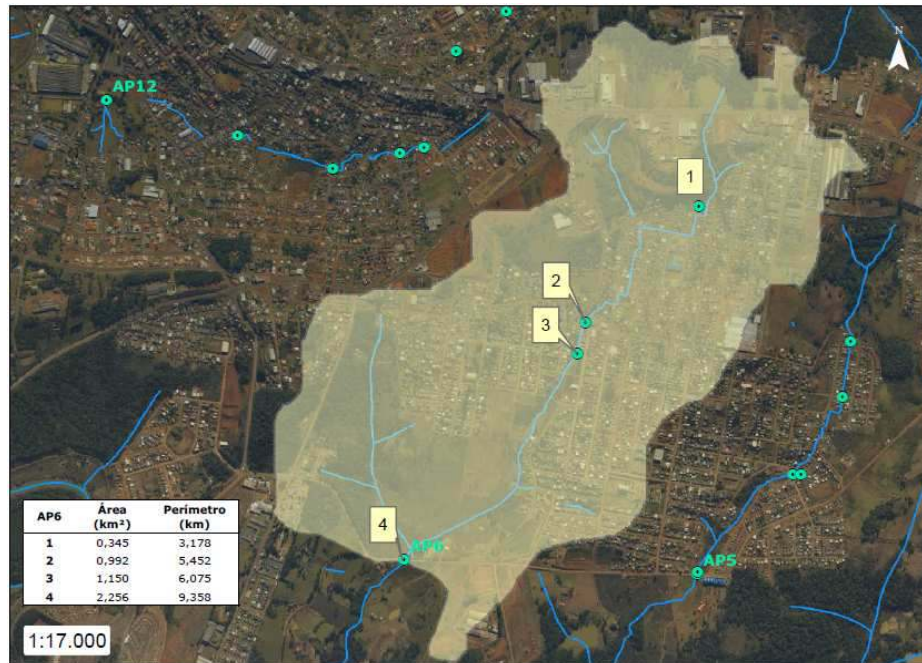 N
AP12
1
2
3
4
AP6
AP5
AP6 Área (km²) Perímetro (km)
1 0,345 3,178
2 0,992 5,452
3 1,150 6,075
4 2,256 9,358
1:17.000